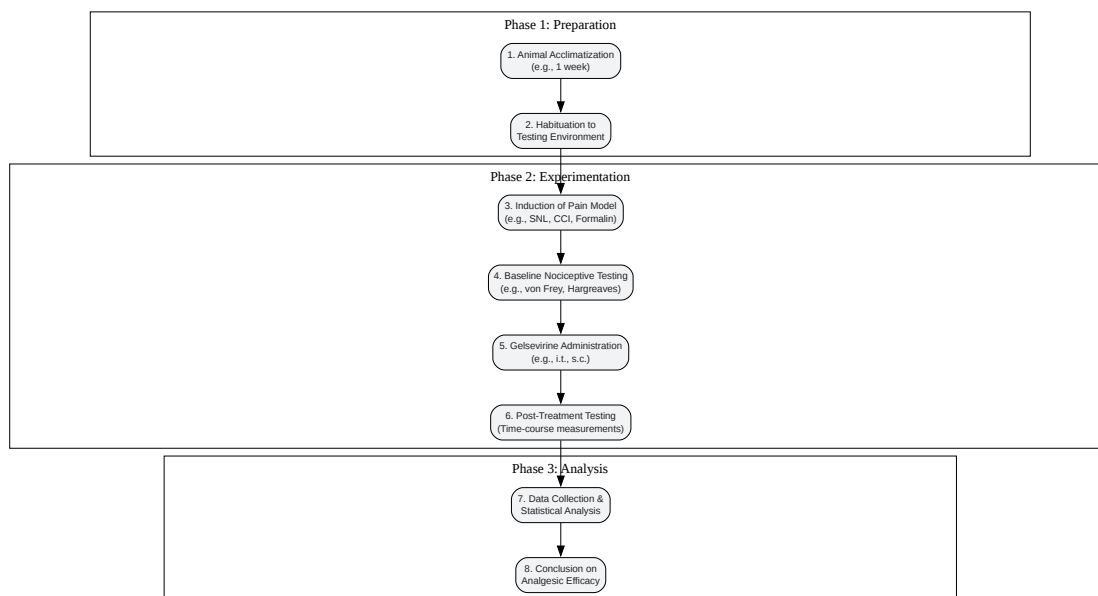 Phase 1: Preparation
1. Animal Acclimatization
(e.g., 1 week)
2. Habituation to
Testing Environment
Phase 2: Experimentation
3. Induction of Pain Model
(e.g., SNL, CCI, Formalin)
4. Baseline Nociceptive Testing
(e.g., von Frey, Hargreaves)
5. Gelsevirine Administration
(e.g., i.t., s.c.)
6. Post-Treatment Testing
(Time-course measurements)
Phase 3: Analysis
7. Data Collection &
Statistical Analysis
8. Conclusion on
Analgesic Efficacy